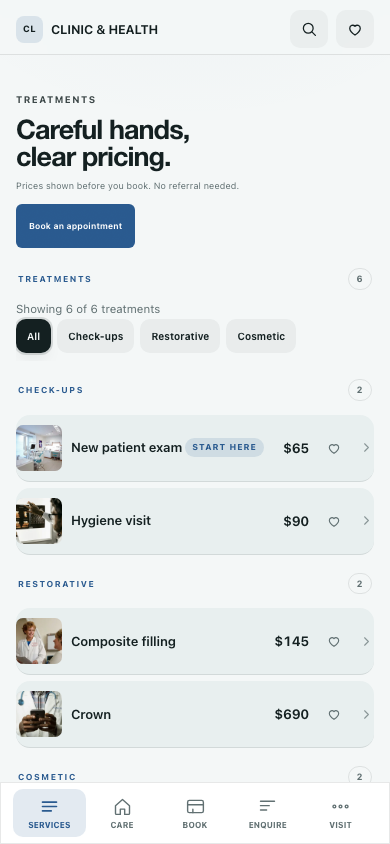 CL CLINIC & HEALTH
TREATMENTS
Careful hands,
clear pricing.
Prices shown before you book. No referral needed.
Book an appointment
TREATMENTS 6
Showing 6 of 6 treatments
All Check-ups Restorative Cosmetic
CHECK-UPS 2
New patient exam START HERE $65
Hygiene visit $90
RESTORATIVE 2
Composite filling $145
Crown $690
COSMETIC 2
SERVICES CARE BOOK ENQUIRE VISIT